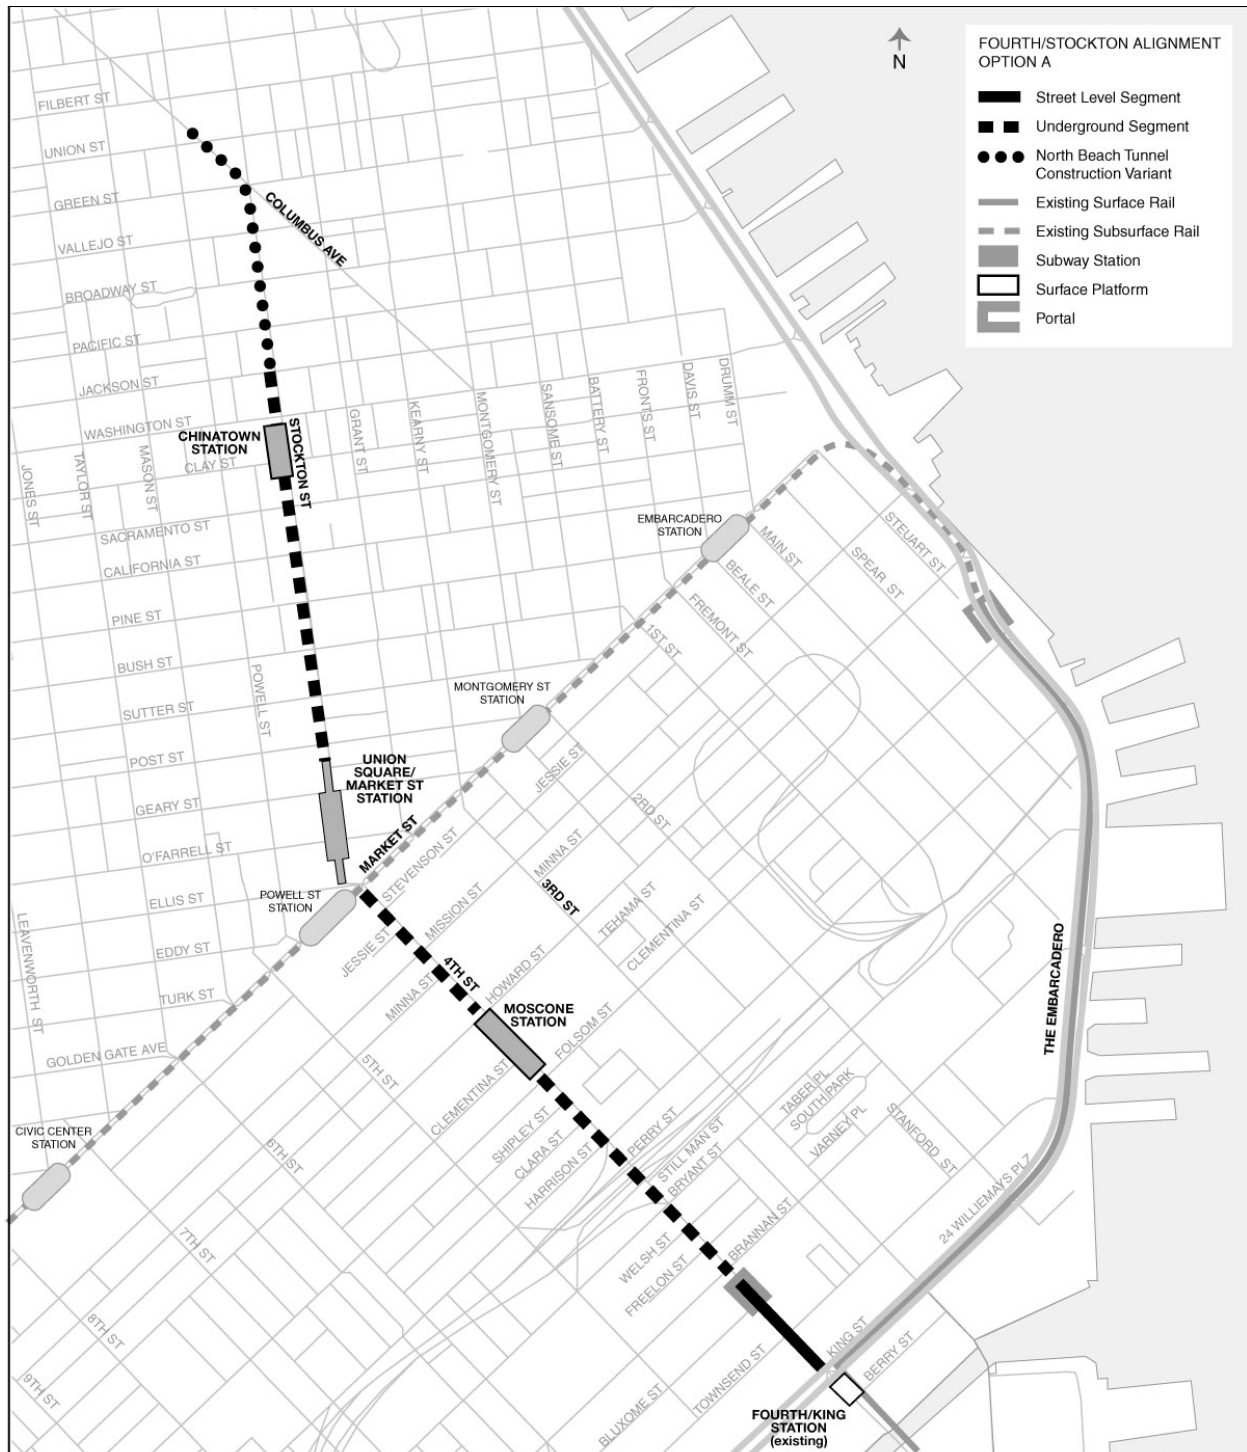 FOURTH/STOCKTON ALIGNMENT
OPTION A
Street Level Segment
Underground Segment
North Beach Tunnel
Construction Variant
Existing Surface Rail
Existing Subsurface Rail
Subway Station
Surface Platform
Portal
N
FILBERT ST
UNION ST
GREEN ST
VALLEJO ST
BROADWAY ST
PACIFIC ST
JACKSON ST
WASHINGTON ST
CLAY ST
SACRAMENTO ST
CALIFORNIA ST
PINE ST
BUSH ST
SUTTER ST
POST ST
GEARY ST
O'FARRELL ST
ELLIS ST
EDDY ST
TURK ST
GOLDEN GATE AVE
COLUMBUS AVE
JONES ST
TAYLOR ST
MASON ST
POWELL ST
LEAVENWORTH ST
CHINATOWN
STATION
STOCKTON ST
GRANT ST
KEARNY ST
MONTGOMERY ST
SANSOME ST
BATTERY ST
FRONTIS ST
DAVIS ST
DRUMM ST
EMBARCADERO
STATION
MAIN ST
BEALE ST
FREMONT ST
1ST ST
SPEAR ST
STEUART ST
MONTGOMERY ST
STATION
UNION
SQUARE/
MARKET ST
STATION
MARKET ST
POWELL ST
STATION
STEVENSON ST
JESSIE ST
JESSIE ST
MISSION ST
MINNA ST
MINNA ST
2ND ST
3RD ST
TEHAMA ST
CLEMENTINA ST
4TH ST
HOWARD ST
MOSCONE
STATION
FOLSOM ST
5TH ST
CLEMENTINA ST
SHIPLEY ST
CLARA ST
HARRISON ST
PERRY ST
STILL MAN ST
BRYANT ST
TABER PL
SOUTH PARK
VARNEY PL
STANFORD ST
THE EMBARCADERO
24 WILLIEMAYS PLZ
CIVIC CENTER
STATION
6TH ST
7TH ST
8TH ST
9TH ST
WELSH ST
FREELON ST
BRANNAN ST
BLUXOME ST
TOWNSEND ST
KING ST
BERRY ST
FOURTH/KING
STATION
(existing)